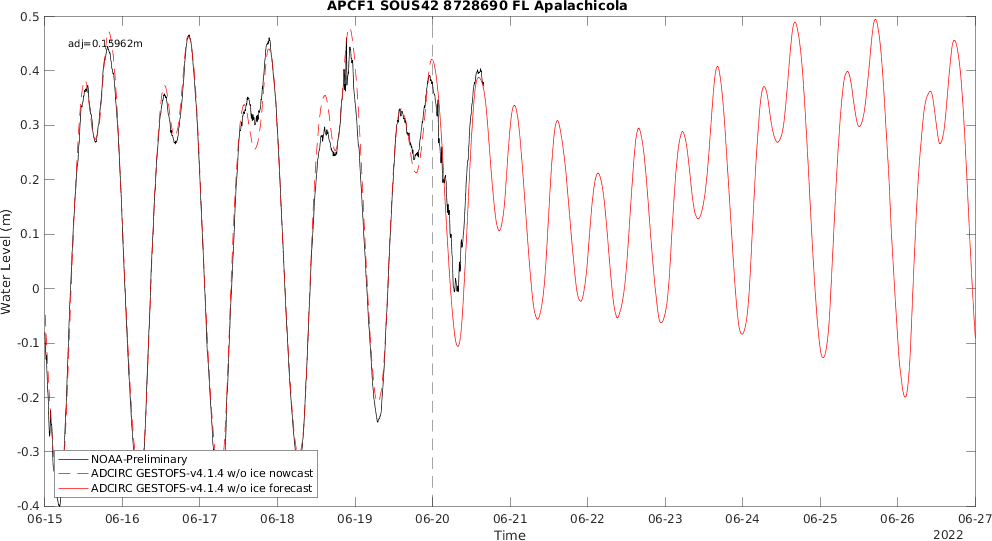 APCF1 SOUS42 8728690 FL Apalachicola
0.5
adj=0.15962m
0.4
0.3
0.2
0.1
0
-0.1
-0.2
-0.3
-0.4
Water Level (m)
NOAA-Preliminary
ADCIRC GESTOFS-v4.1.4 w/o ice nowcast
ADCIRC GESTOFS-v4.1.4 w/o ice forecast
06-15 06-16 06-17 06-18 06-19 06-20 06-21 06-22 06-23 06-24 06-25 06-26 06-27
Time
2022